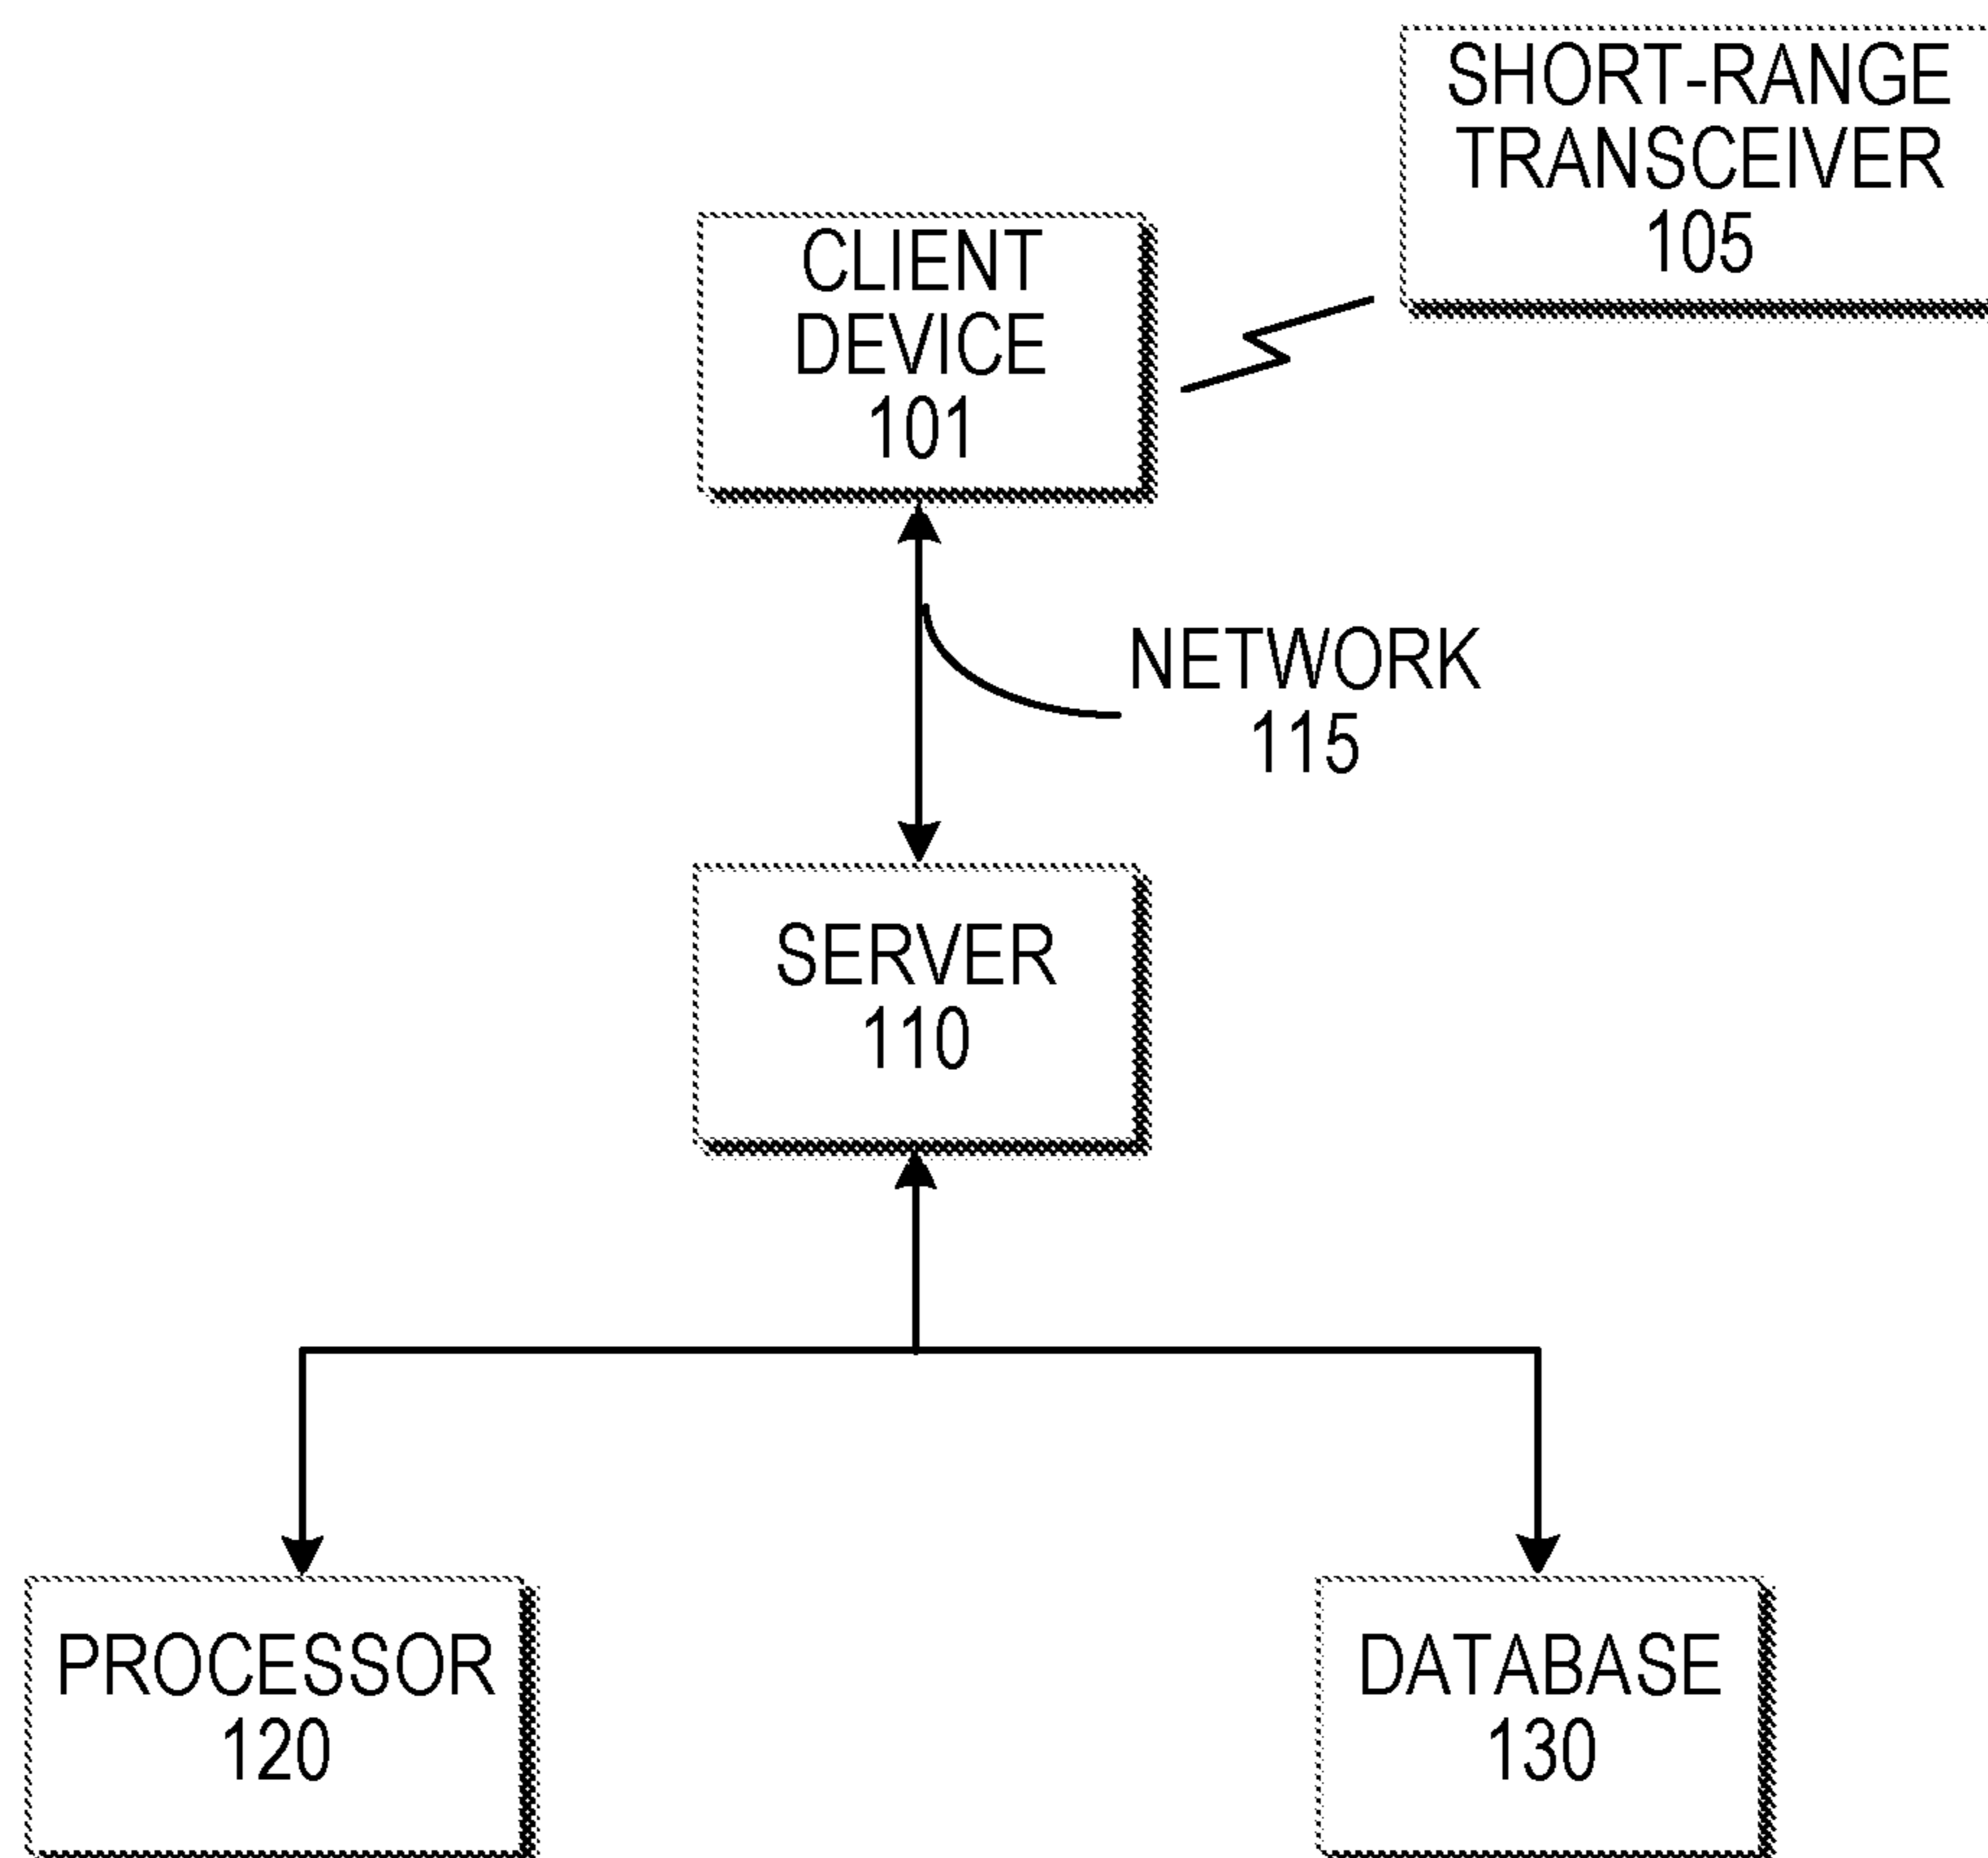 SHORT-RANGE
TRANSCEIVER
105
CLIENT
DEVICE
101
NETWORK
115
SERVER
110
PROCESSOR
120
DATABASE
130